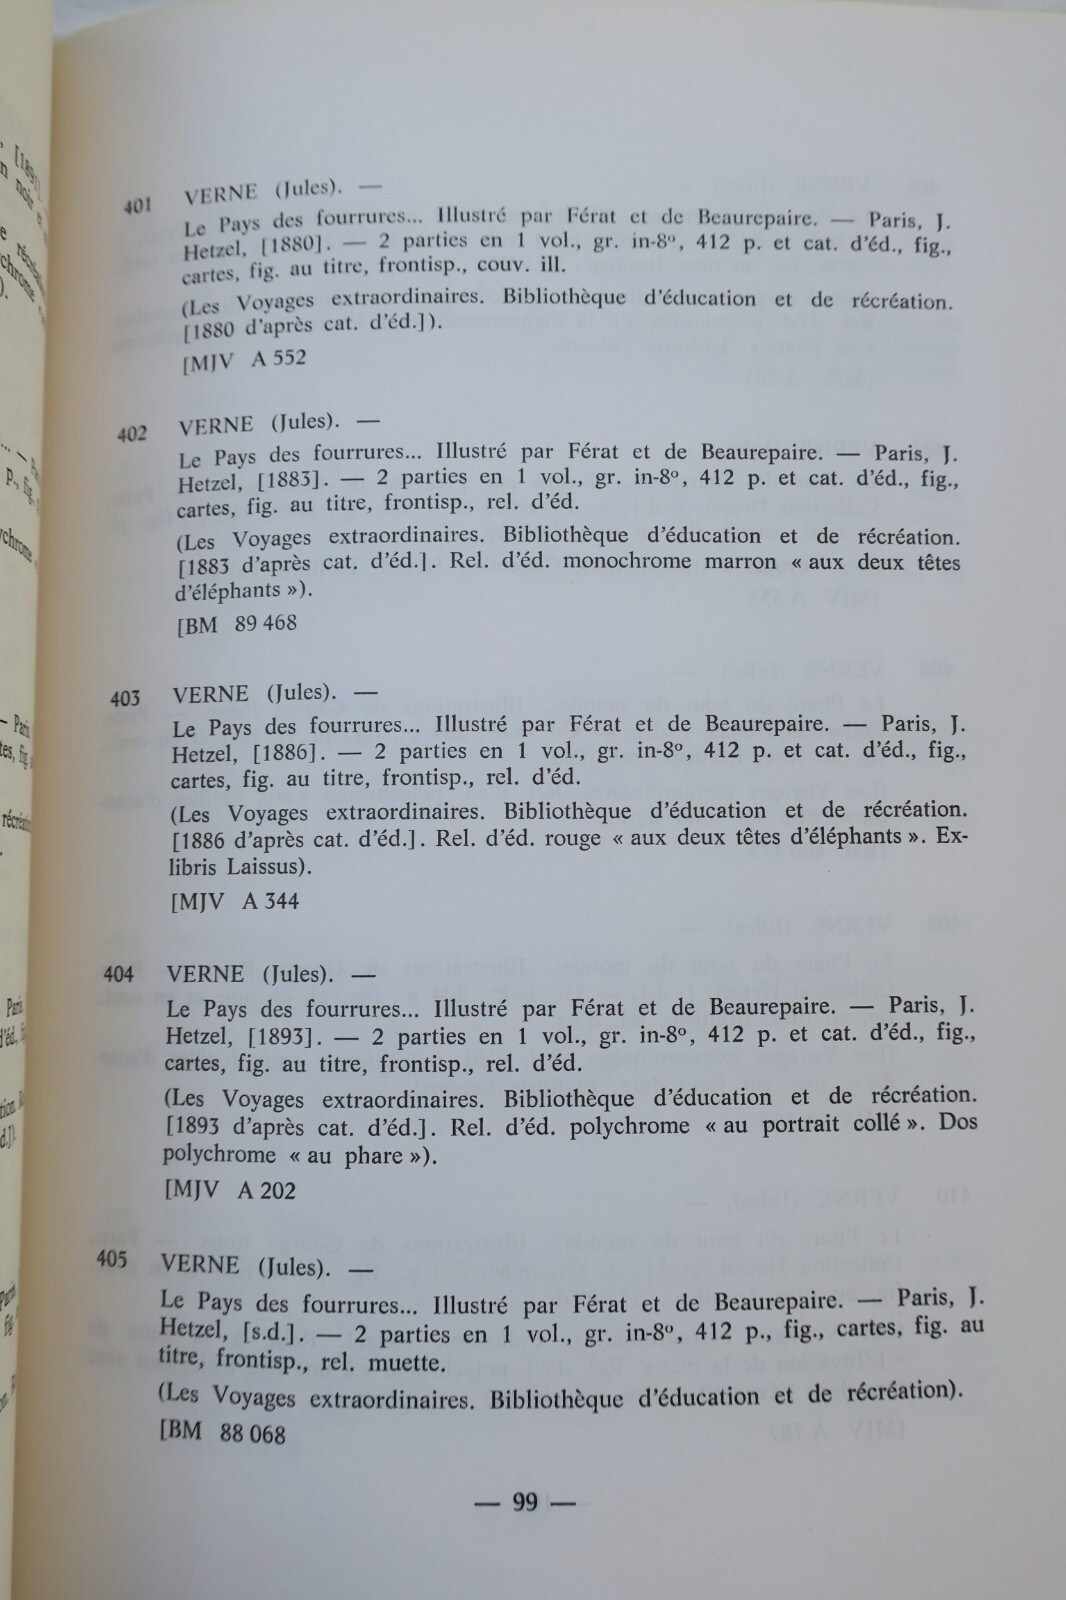 401 VERNE (Jules). —
Le Pays des fourrures... Illustré par Férat et de Beaurepaire. — Paris, J.
Hetzel, [1880]. — 2 parties en 1 vol., gr. in-8º, 412 p. et cat. d'éd., fig.,
cartes, fig. au titre, frontisp., couv. ill.
(Les Voyages extraordinaires. Bibliothèque d'éducation et de récréation.
[1880 d'après cat. d'éd.]).
[MJV A 552
402 VERNE (Jules). —
Le Pays des fourrures... Illustré par Férat et de Beaurepaire. — Paris, J.
Hetzel, [1883]. — 2 parties en 1 vol., gr. in-8º, 412 p. et cat. d'éd., fig.,
cartes, fig. au titre, frontisp., rel. d'éd.
(Les Voyages extraordinaires. Bibliothèque d'éducation et de récréation.
[1883 d'après cat. d'éd.]. Rel. d'éd. monochrome marron « aux deux têtes
d'éléphants »).
[BM 89 468
403 VERNE (Jules). —
Le Pays des fourrures... Illustré par Férat et de Beaurepaire. — Paris, J.
Hetzel, [1886]. — 2 parties en 1 vol., gr. in-8º, 412 p. et cat. d'éd., fig.,
cartes, fig. au titre, frontisp., rel. d'éd.
(Les Voyages extraordinaires. Bibliothèque d'éducation et de récréation.
[1886 d'après cat. d'éd.]. Rel. d'éd. rouge « aux deux têtes d'éléphants ». Ex-
libris Laissus).
[MJV A 344
404 VERNE (Jules). —
Le Pays des fourrures... Illustré par Férat et de Beaurepaire. — Paris, J.
Hetzel, [1893]. — 2 parties en 1 vol., gr. in-8º, 412 p. et cat. d'éd., fig.,
cartes, fig. au titre, frontisp., rel. d'éd.
(Les Voyages extraordinaires. Bibliothèque d'éducation et de récréation.
[1893 d'après cat. d'éd.]. Rel. d'éd. polychrome « au portrait collé ». Dos
polychrome « au phare »).
[MJV A 202
405 VERNE (Jules). —
Le Pays des fourrures... Illustré par Férat et de Beaurepaire. — Paris, J.
Hetzel, [s.d.]. — 2 parties en 1 vol., gr. in-8º, 412 p., fig., cartes, fig. au
titre, frontisp., rel. muette.
(Les Voyages extraordinaires. Bibliothèque d'éducation et de récréation).
[BM 88 068
— 99 —